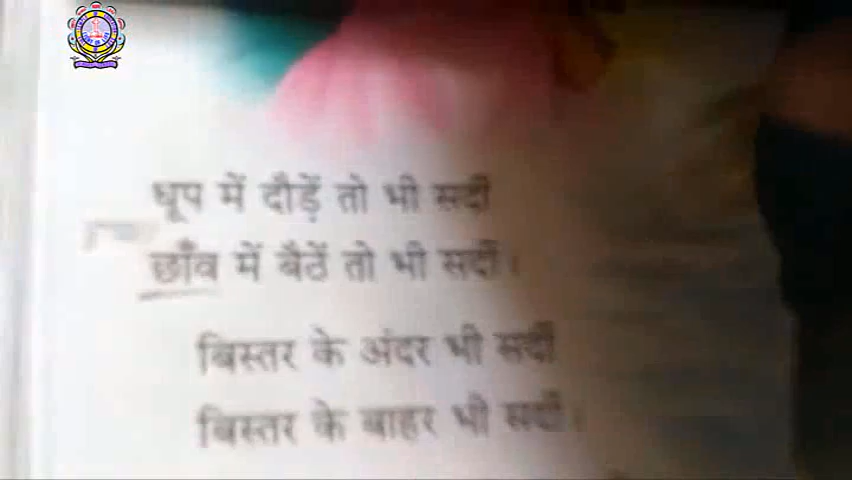 धूप में दौड़ें तो भी सर्दी
छाँव में बैठें तो भी सर्दी।
बिस्तर के अंदर भी सर्दी
बिस्तर के बाहर भी सर्दी।